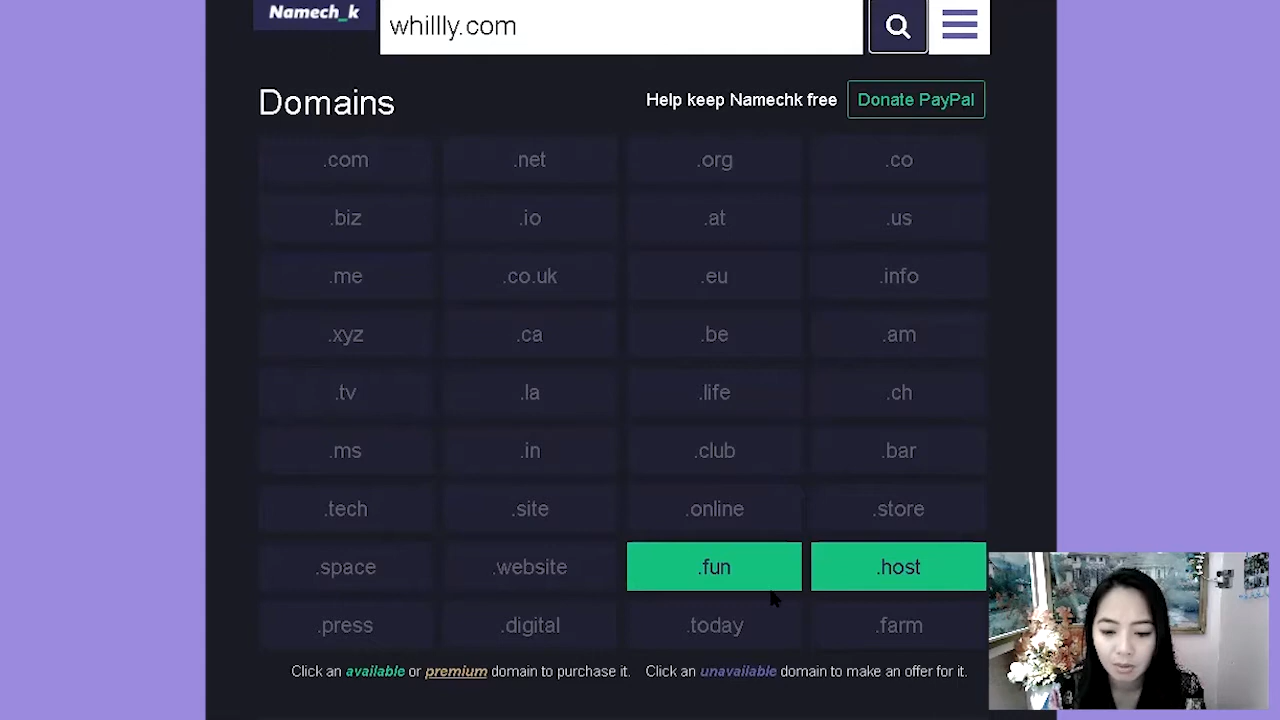 Namech_k
whillly.com
Domains
Help keep Namechk free
Donate PayPal
.com .net .org .co
.biz .io .at .us
.me .co.uk .eu .info
.xyz .ca .be .am
.tv .la .life .ch
.ms .in .club .bar
.tech .site .online .store
.space .website .fun .host
.press .digital .today .farm
Click an available or premium domain to purchase it. Click an unavailable domain to make an offer for it.